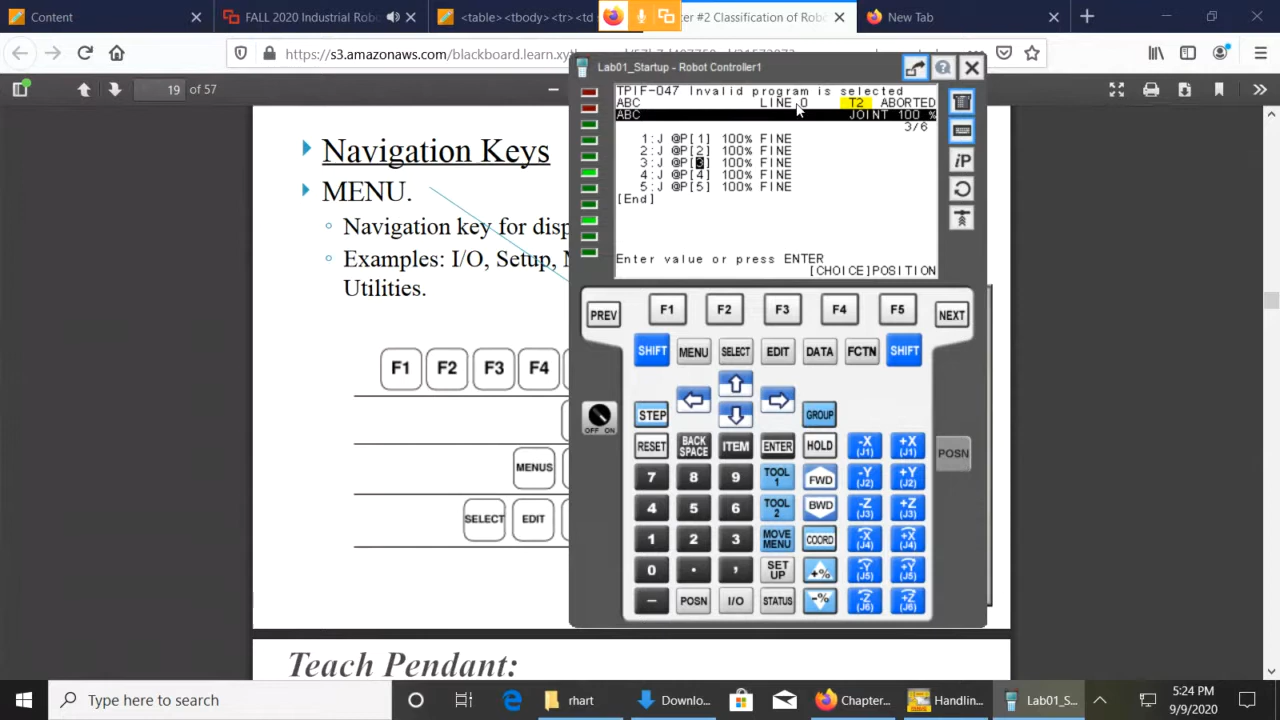 Content
FALL 2020 Industrial Rob
<table><tbody><tr><td s
er #2 Classification of Rob
New Tab
https://s3.amazonaws.com/blackboard.learn.xy
19 of 57
Navigation Keys
MENU.
Navigation key for disp
Examples: I/O, Setup, M
Utilities.
F1 F2 F3 F4
MENUS
SELECT EDIT
Teach Pendant:
Lab01_Startup - Robot Controller1
TPIF-047 Invalid program is selected
ABC LINE 0 T2 ABORTED
ABC JOINT 100 %
3/6
1:J @P[1] 100% FINE
2:J @P[2] 100% FINE
3:J @P[3] 100% FINE
4:J @P[4] 100% FINE
5:J @P[5] 100% FINE
[End]
Enter value or press ENTER
[CHOICE]POSITION
iP
PREV F1 F2 F3 F4 F5 NEXT
SHIFT MENU SELECT EDIT DATA FCTN SHIFT
OFF ON
STEP GROUP
RESET BACK SPACE ITEM ENTER HOLD -X (J1) +X (J1) POSN
7 8 9 TOOL 1 FWD -Y (J2) +Y (J2)
4 5 6 TOOL 2 BWD -Z (J3) +Z (J3)
1 2 3 MOVE MENU COORD -X (J4) +X (J4)
0 . , SET UP +% -Y (J5) +Y (J5)
- POSN I/O STATUS -% -Z (J6) +Z (J6)
Type here to search
rhart
Downlo...
Chapter...
Handlin...
Lab01_S...
5:24 PM
9/9/2020